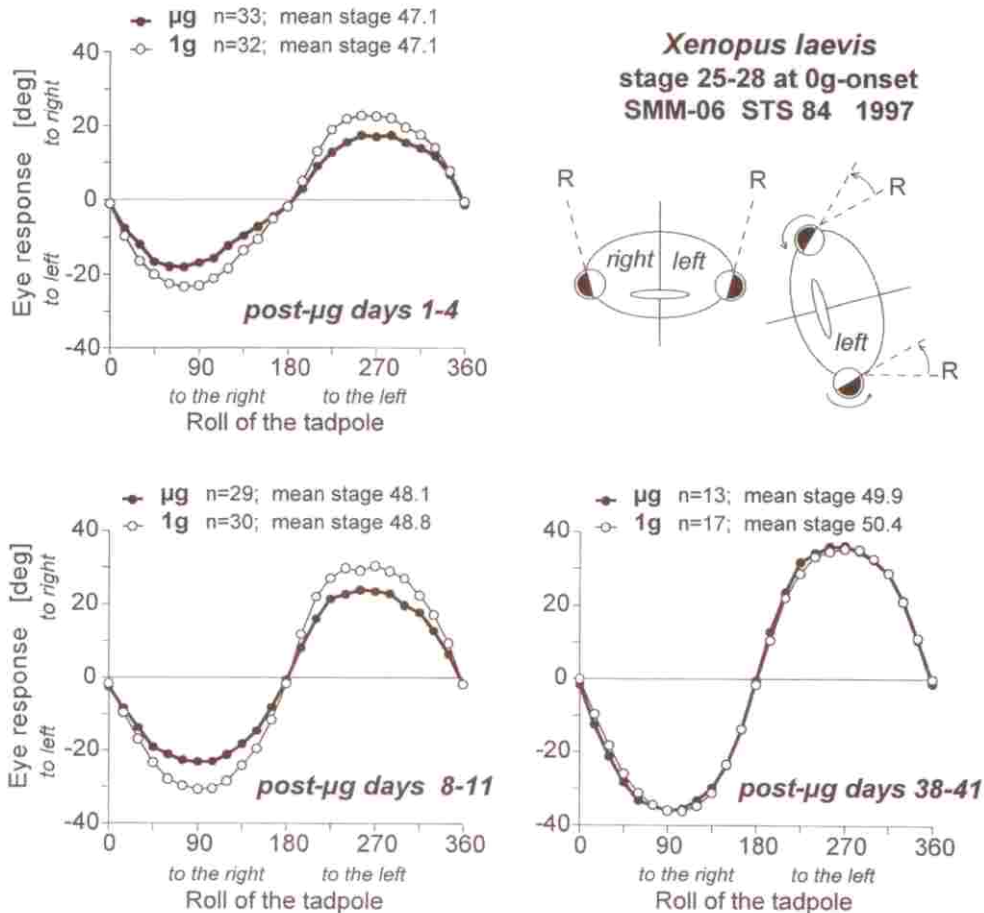 µg n=33; mean stage 47.1
1g n=32; mean stage 47.1
Eye response [deg]
to left to right
40
20
0
-20
-40
post-µg days 1-4
0 90 180 270 360
to the right to the left
Roll of the tadpole
Xenopus laevis
stage 25-28 at 0g-onset
SMM-06 STS 84 1997
R R
right left
R
left
R
µg n=29; mean stage 48.1
1g n=30; mean stage 48.8
Eye response [deg]
to left to right
40
20
0
-20
-40
post-µg days 8-11
0 90 180 270 360
to the right to the left
Roll of the tadpole
µg n=13; mean stage 49.9
1g n=17; mean stage 50.4
40
20
0
-20
-40
post-µg days 38-41
0 90 180 270 360
to the right to the left
Roll of the tadpole